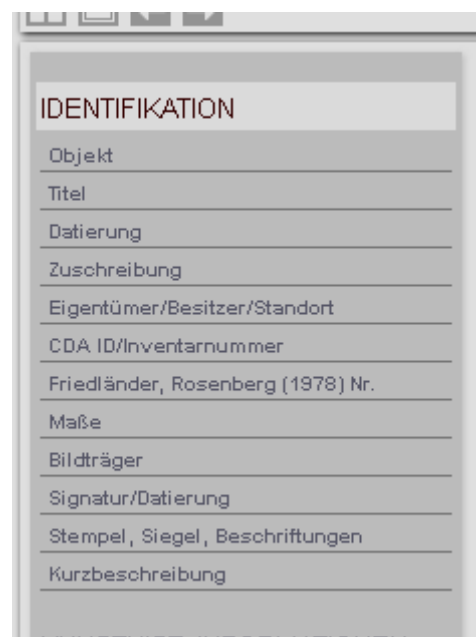 IDENTIFIKATION
Objekt
Titel
Datierung
Zuschreibung
Eigentümer/Besitzer/Standort
CDA ID/Inventarnummer
Friedländer, Rosenberg (1978) Nr.
Maße
Bildträger
Signatur/Datierung
Stempel, Siegel, Beschriftungen
Kurzbeschreibung